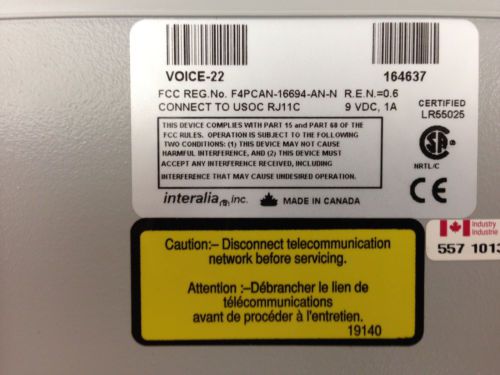 VOICE-22 164637
FCC REG.No. F4PCAN-16694-AN-N R.E.N.=0.6
CONNECT TO USOC RJ11C 9 VDC, 1A
CERTIFIED
LR55025
THIS DEVICE COMPLIES WITH PART 15 and PART 68 OF THE
FCC RULES. OPERATION IS SUBJECT TO THE FOLLOWING
TWO CONDITIONS: (1) THIS DEVICE MAY NOT CAUSE
HARMFUL INTERFERENCE, AND (2) THIS DEVICE MUST
ACCEPT ANY INTERFERENCE RECEIVED, INCLUDING
INTERFERENCE THAT MAY CAUSE UNDESIRED OPERATION.
SA
NRTL/C
CE
interalia ® inc. MADE IN CANADA
Industry
Industrie
557 1013
Caution:– Disconnect telecommunication
network before servicing.
Attention :–Débrancher le lien de
télécommunications
avant de procéder à l'entretien.
19140